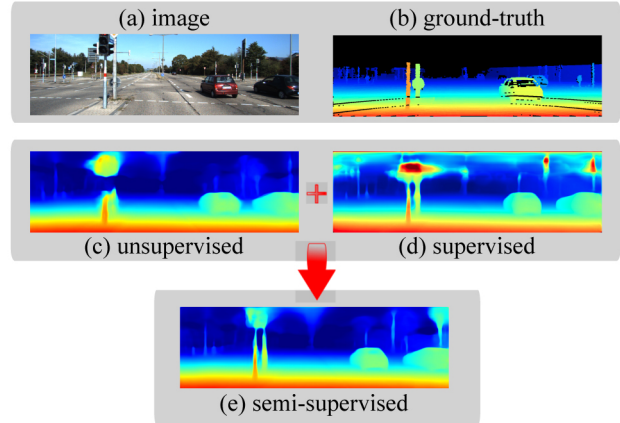 (a) image
(b) ground-truth
(c) unsupervised
+
(d) supervised
(e) semi-supervised